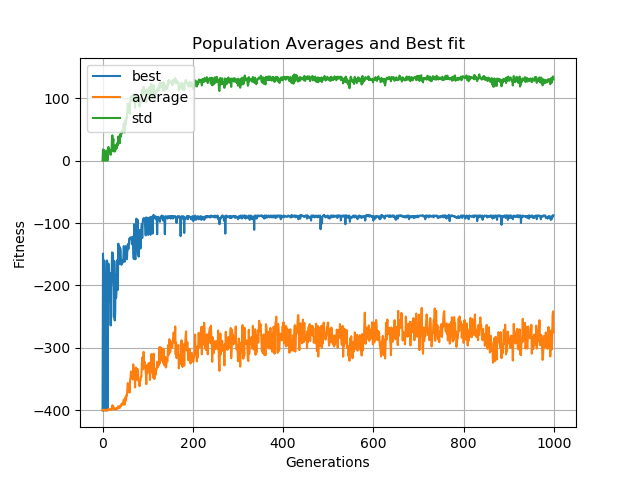 Population Averages and Best fit
best
average
std
100
0
−100
−200
−300
−400
Fitness
0 200 400 600 800 1000
Generations